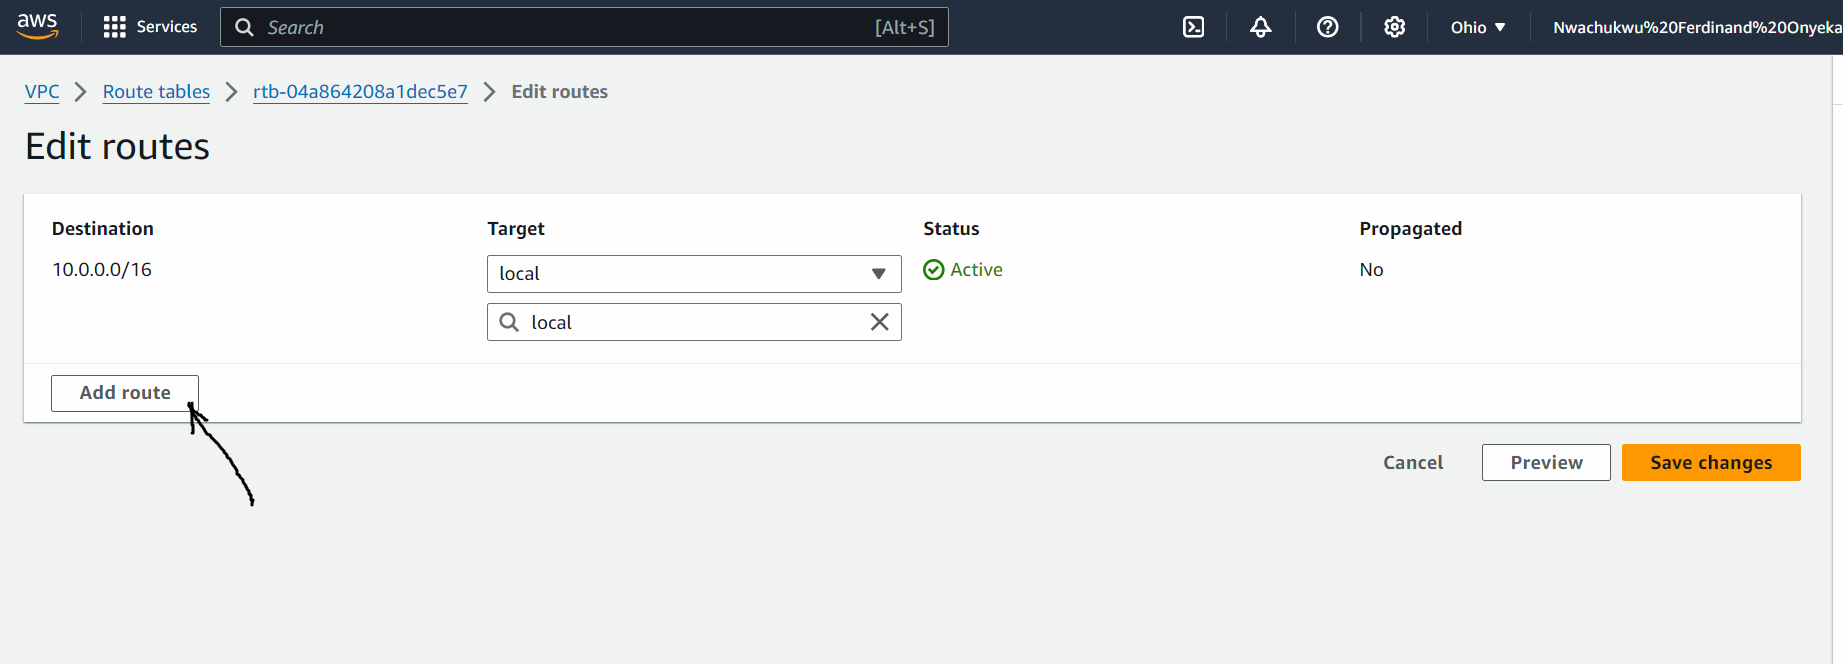 aws Services Search [Alt+S] Ohio Nwachukwu%20Ferdinand%20Onyeka
VPC Route tables rtb-04a864208a1dec5e7 Edit routes
Edit routes
Destination Target Status Propagated
10.0.0.0/16 local Active No
local
Add route
Cancel Preview Save changes